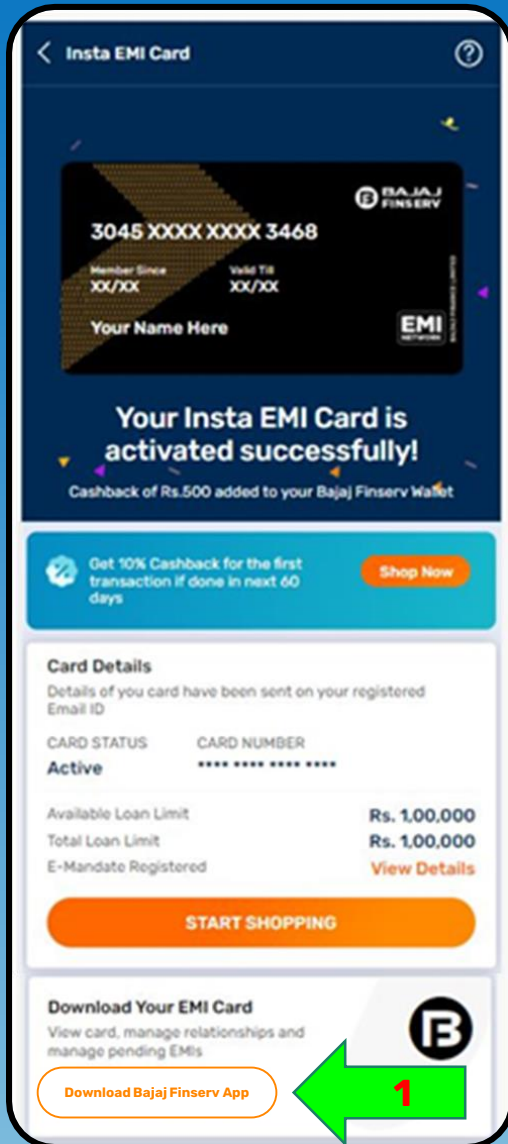 Insta EMI Card
?
BAJAJ
FINSERV
3045 XXXX XXXX 3468
Member Since Valid Till
XX/XX XX/XX
Your Name Here
EMI
NETWORK
BAJAJ FINANCE LIMITED
Your Insta EMI Card is
activated successfully!
Cashback of Rs.500 added to your Bajaj Finserv Wallet
Get 10% Cashback for the first
transaction if done in next 60
days
Shop Now
Card Details
Details of you card have been sent on your registered
Email ID
CARD STATUS CARD NUMBER
Active **** **** **** ****
Available Loan Limit Rs. 1,00,000
Total Loan Limit Rs. 1,00,000
E-Mandate Registered View Details
START SHOPPING
Download Your EMI Card
View card, manage relationships and
manage pending EMIs
Download Bajaj Finserv App
1